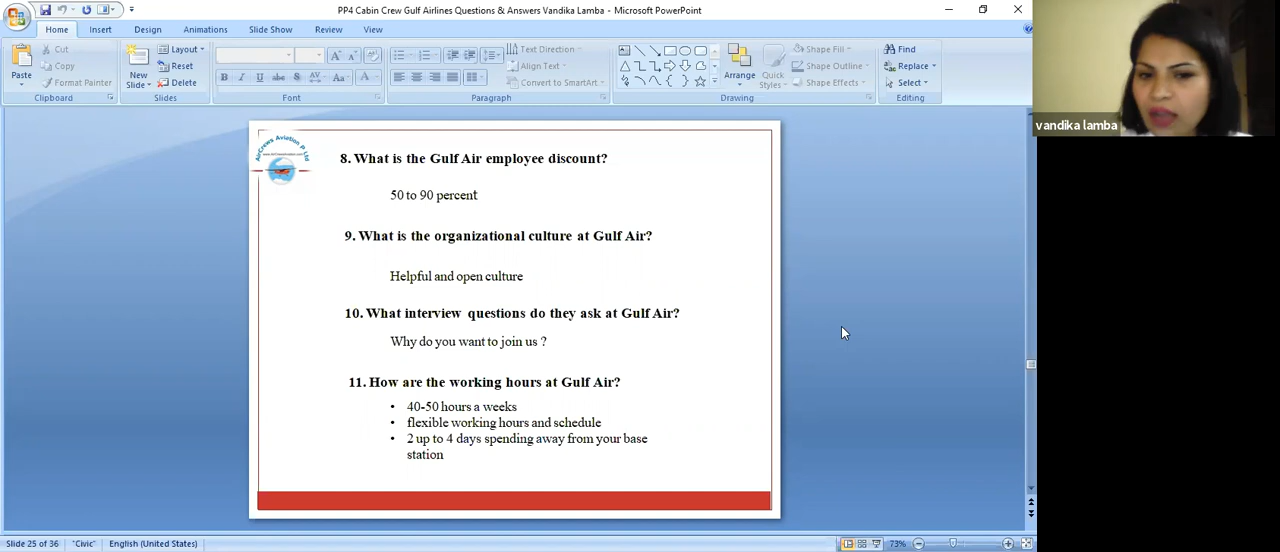 PP4 Cabin Crew Gulf Airlines Questions & Answers Vandika Lamba - Microsoft PowerPoint
Home Insert Design Animations Slide Show Review View
Paste
Cut
Copy
Format Painter
Clipboard
New Slide
Layout
Reset
Delete
Slides
Font
Text Direction
Align Text
Convert to SmartArt
Paragraph
Arrange
Quick Styles
Shape Fill
Shape Outline
Shape Effects
Drawing
Find
Replace
Select
Editing
vandika lamba
AirCrews Aviation P Ltd
8. What is the Gulf Air employee discount?
50 to 90 percent
9. What is the organizational culture at Gulf Air?
Helpful and open culture
10. What interview questions do they ask at Gulf Air?
Why do you want to join us ?
11. How are the working hours at Gulf Air?
• 40-50 hours a weeks
• flexible working hours and schedule
• 2 up to 4 days spending away from your base
station
Slide 25 of 36 "Civic" English (United States) 73%